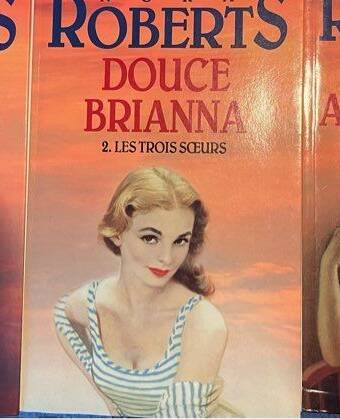 ROBERTS
DOUCE
BRIANNA
2. LES TROIS SŒURS